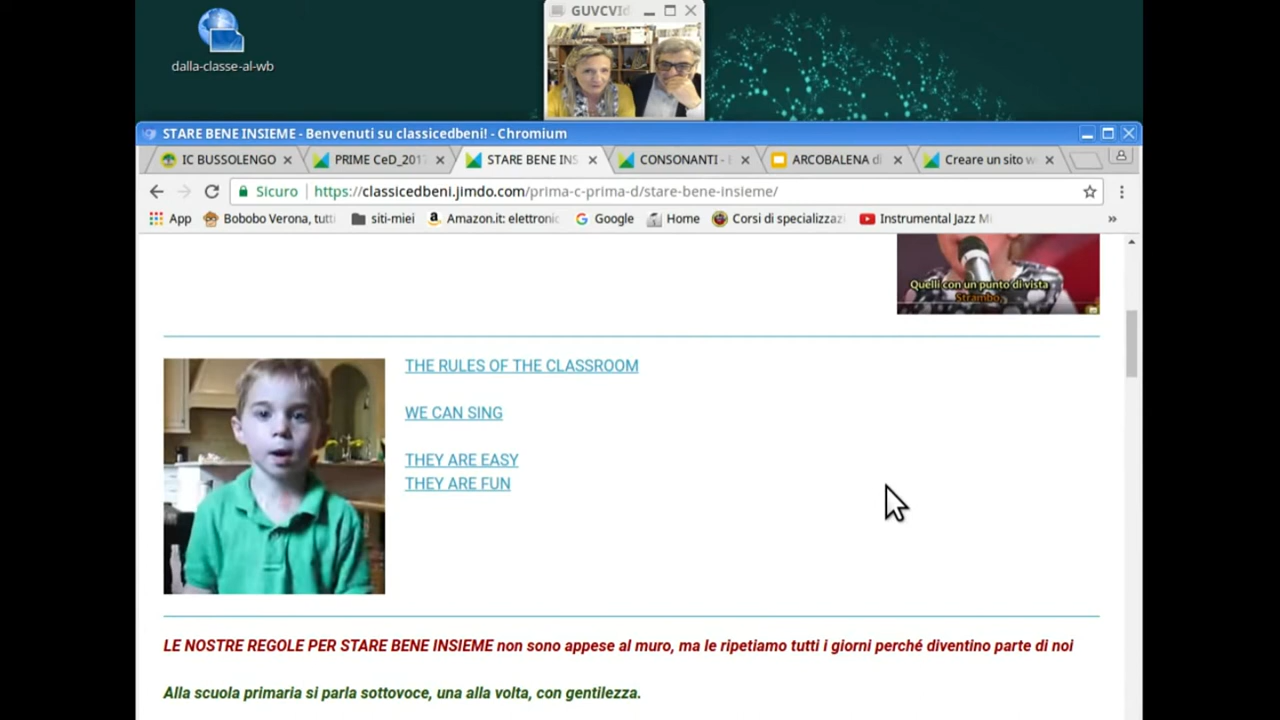 dalla-classe-al-wb
GUVCVId
STARE BENE INSIEME - Benvenuti su classicedbeni! - Chromium
IC BUSSOLENGO
PRIME CeD_2017
STARE BENE INS
CONSONANTI -
ARCOBALENA di
Creare un sito w
Sicuro
https://classicedbeni.jimdo.com/prima-c-prima-d/stare-bene-insieme/
App
Bobobo Verona, tutti
siti-miei
Amazon.it: elettronic
Google
Home
Corsi di specializzazi
Instrumental Jazz M
»
Quelli con un punto di vista
Strambo,
THE RULES OF THE CLASSROOM
WE CAN SING
THEY ARE EASY
THEY ARE FUN
LE NOSTRE REGOLE PER STARE BENE INSIEME non sono appese al muro, ma le ripetiamo tutti i giorni perché diventino parte di noi
Alla scuola primaria si parla sottovoce, una alla volta, con gentilezza.